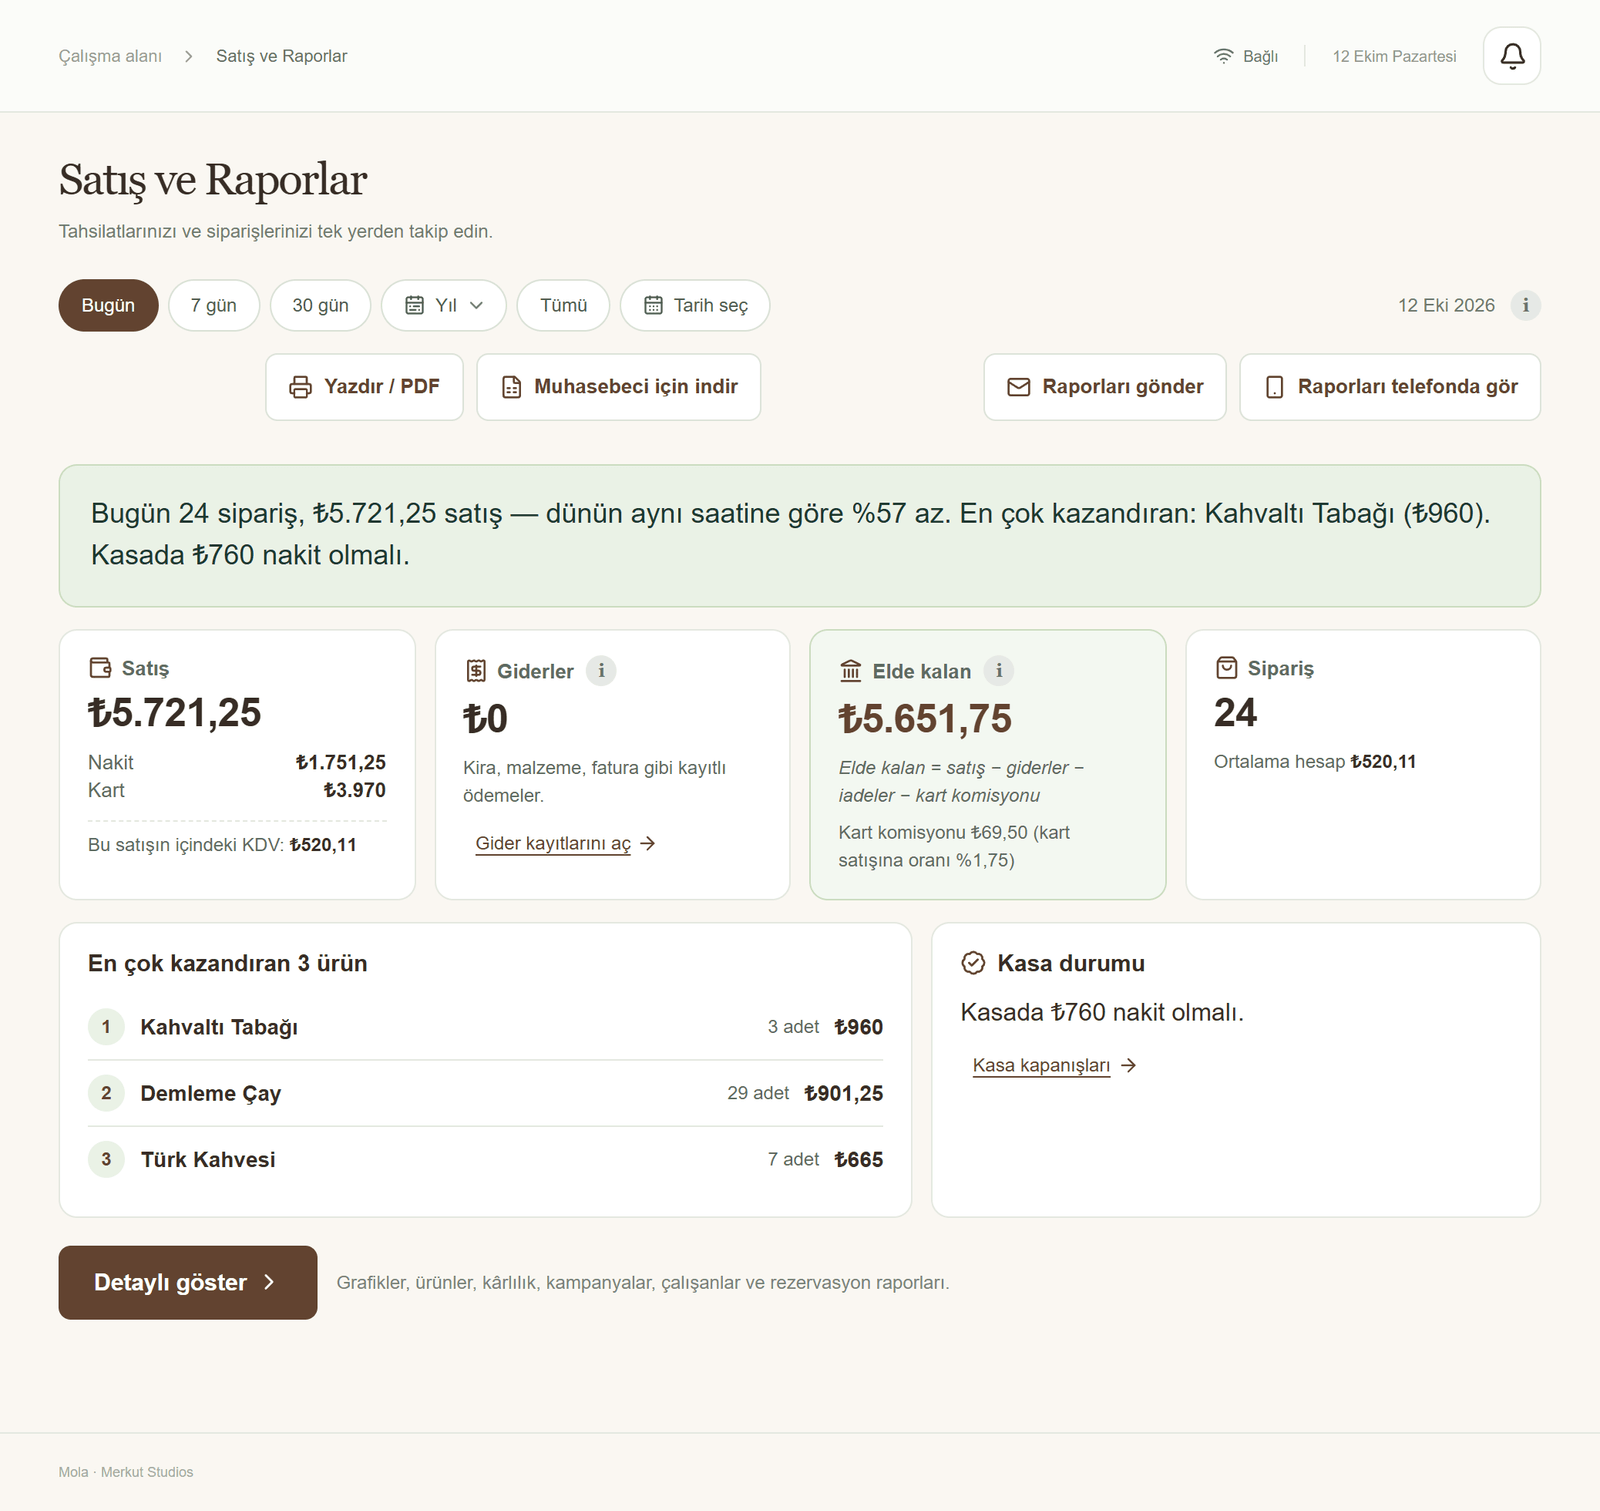 Çalışma alanı
Satış ve Raporlar
Bağlı
12 Ekim Pazartesi
Satış ve Raporlar
Tahsilatlarınızı ve siparişlerinizi tek yerden takip edin.
Bugün
7 gün
30 gün
Yıl
Tümü
Tarih seç
12 Eki 2026
i
Yazdır / PDF
Muhasebeci için indir
Raporları gönder
Raporları telefonda gör
Bugün 24 sipariş, ₺5.721,25 satış — dünün aynı saatine göre %57 az. En çok kazandıran: Kahvaltı Tabağı (₺960).
Kasada ₺760 nakit olmalı.
Satış
₺5.721,25
Nakit ₺1.751,25
Kart ₺3.970
Bu satışın içindeki KDV: ₺520,11
Giderler i
₺0
Kira, malzeme, fatura gibi kayıtlı
ödemeler.
Gider kayıtlarını aç
Elde kalan i
₺5.651,75
Elde kalan = satış − giderler −
iadeler − kart komisyonu
Kart komisyonu ₺69,50 (kart
satışına oranı %1,75)
Sipariş
24
Ortalama hesap ₺520,11
En çok kazandıran 3 ürün
1 Kahvaltı Tabağı 3 adet ₺960
2 Demleme Çay 29 adet ₺901,25
3 Türk Kahvesi 7 adet ₺665
Kasa durumu
Kasada ₺760 nakit olmalı.
Kasa kapanışları
Detaylı göster
Grafikler, ürünler, kârlılık, kampanyalar, çalışanlar ve rezervasyon raporları.
Mola · Merkut Studios